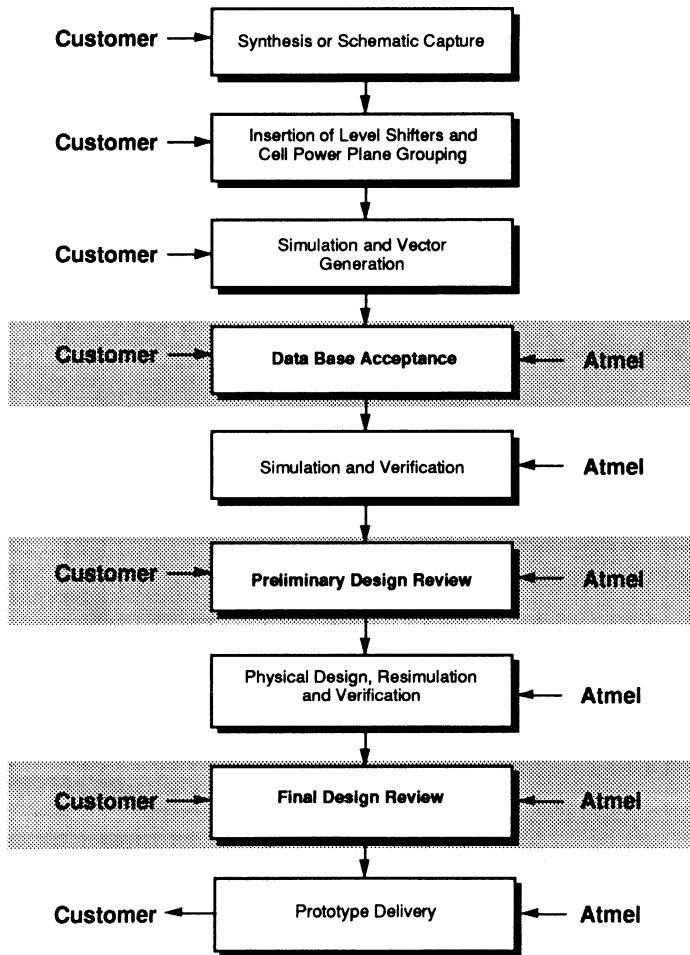 Customer
Synthesis or Schematic Capture
Customer
Insertion of Level Shifters and
Cell Power Plane Grouping
Customer
Simulation and Vector
Generation
Customer
Data Base Acceptance
Atmel
Simulation and Verification
Atmel
Customer
Preliminary Design Review
Atmel
Physical Design, Resimulation
and Verification
Atmel
Customer
Final Design Review
Atmel
Customer
Prototype Delivery
Atmel